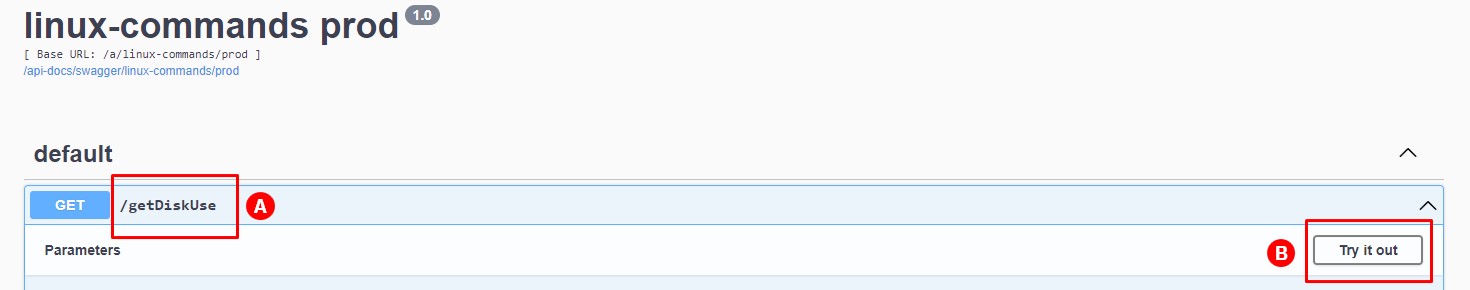 linux-commands prod 1.0
[ Base URL: /a/linux-commands/prod ]
/api-docs/swagger/linux-commands/prod
default
GET /getDiskUse A
Parameters B Try it out